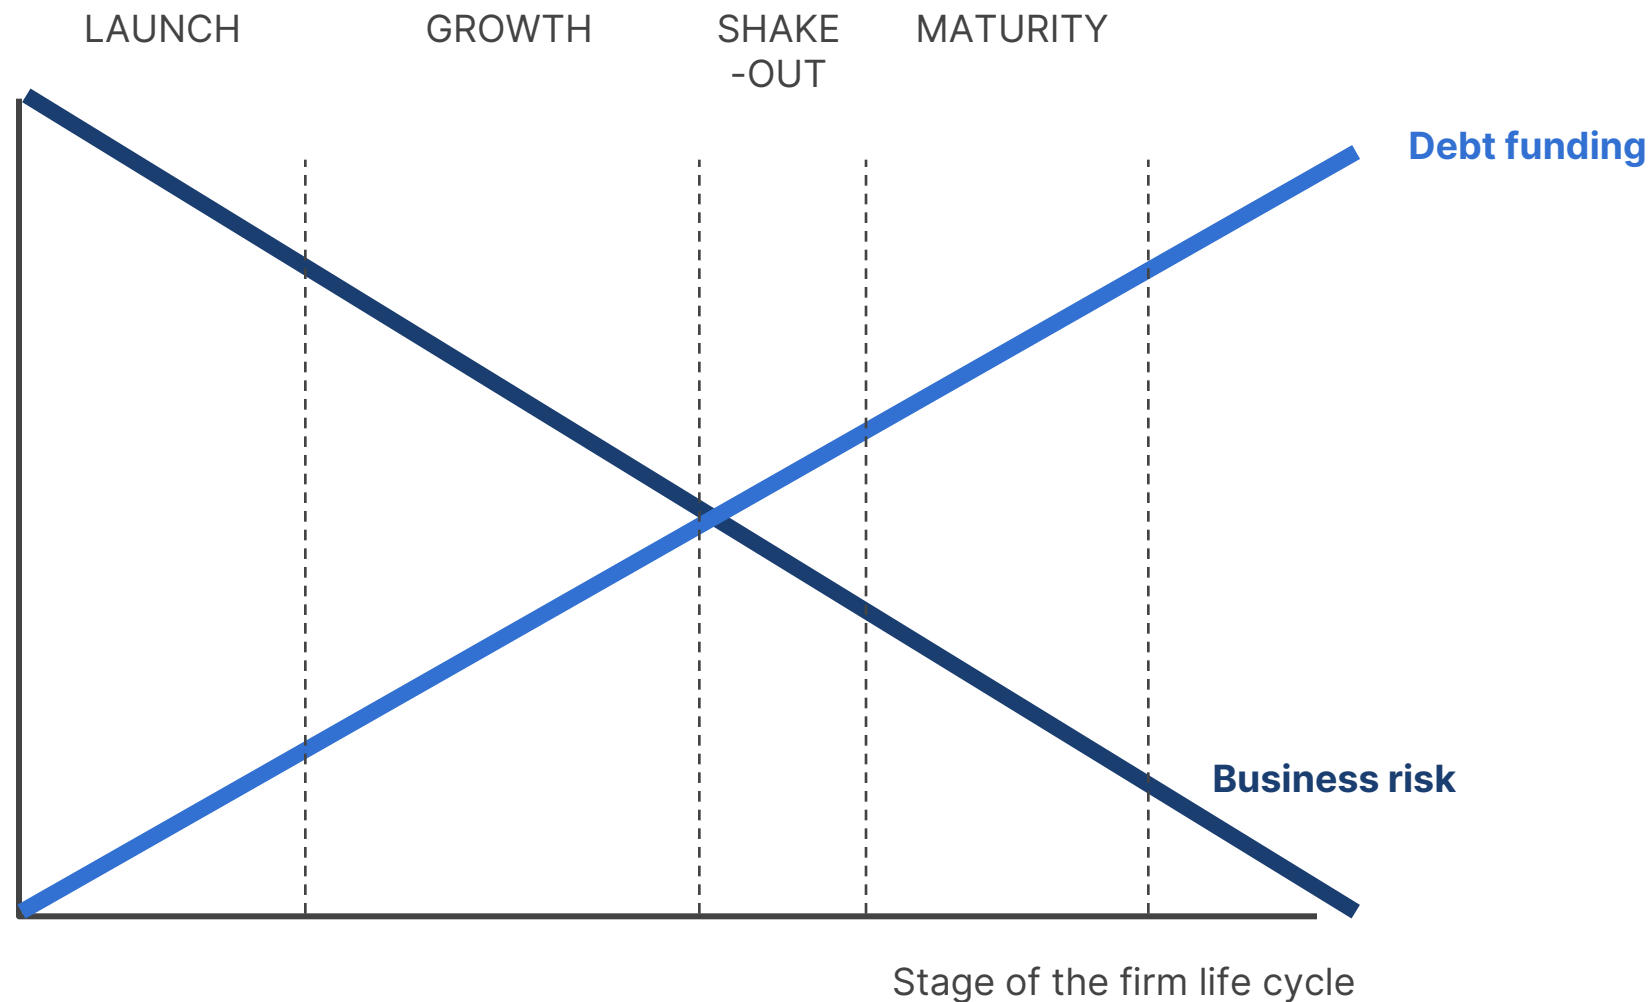 LAUNCH
GROWTH
SHAKE
-OUT
MATURITY
Debt funding
Business risk
Stage of the firm life cycle